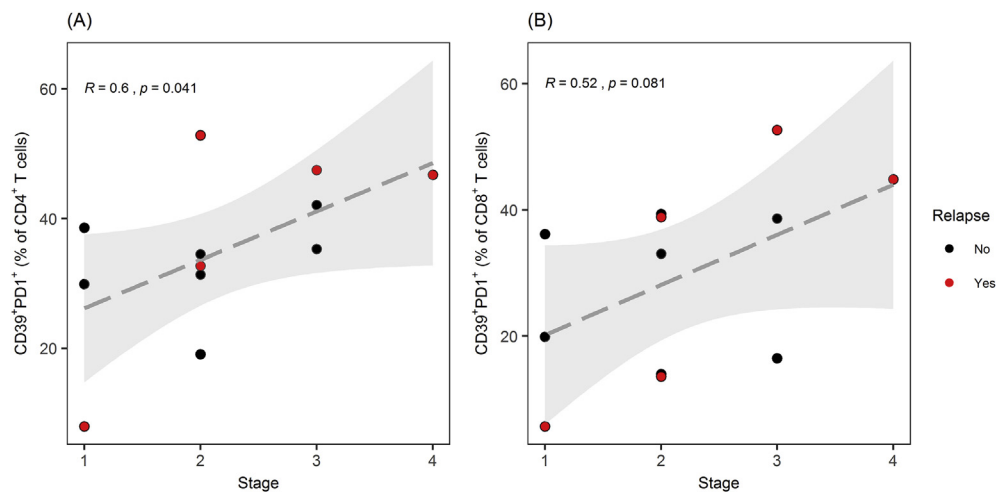 (A)
R = 0.6 , p = 0.041
60
40
20
CD39⁺PD1⁺ (% of CD4⁺ T cells)
1 2 3 4
Stage
(B)
R = 0.52 , p = 0.081
60
40
20
CD39⁺PD1⁺ (% of CD8⁺ T cells)
1 2 3 4
Stage
Relapse
No
Yes